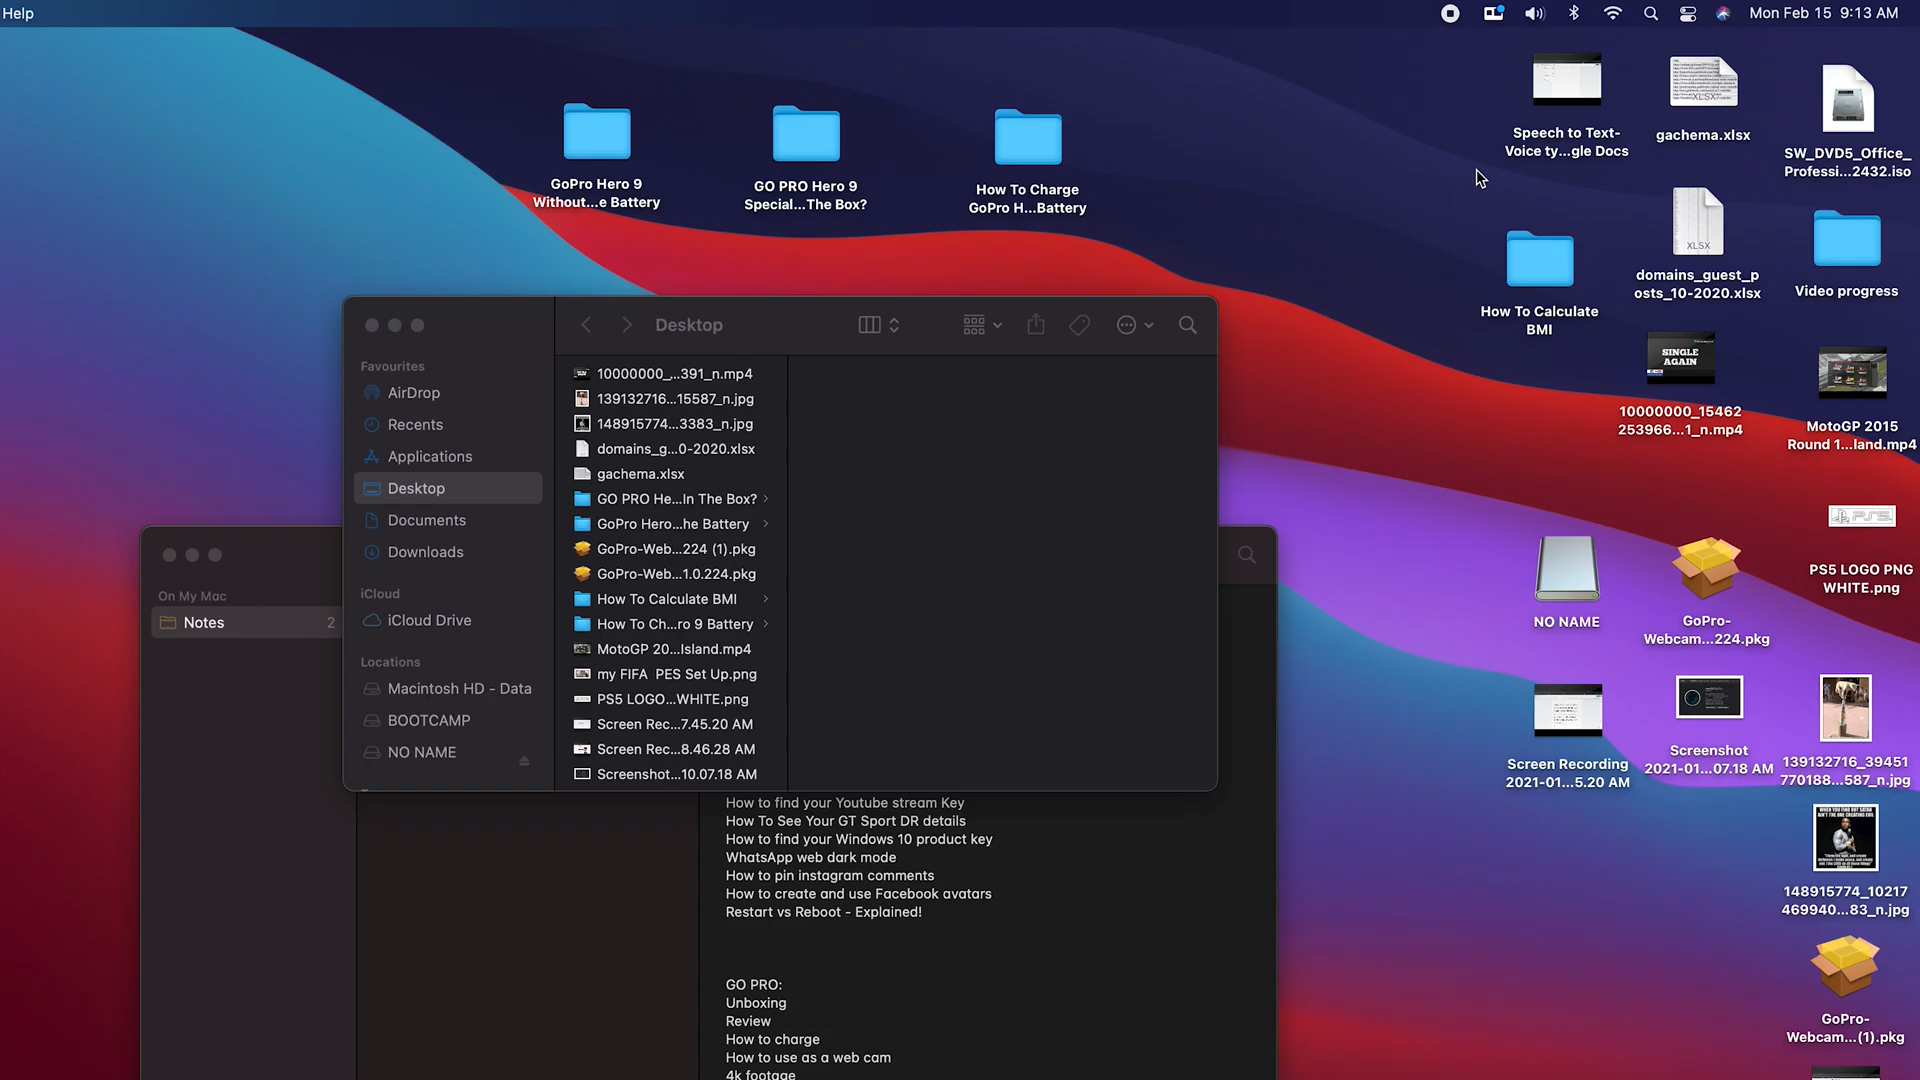 Help
Mon Feb 15 9:13 AM
GoPro Hero 9
Without...e Battery
GO PRO Hero 9
Special...The Box?
How To Charge
GoPro H...Battery
Speech to Text-
Voice ty...gle Docs
XLSX
gachema.xlsx
SW_DVD5_Office_
Professi...2432.iso
How To Calculate
BMI
XLSX
domains_guest_p
osts_10-2020.xlsx
Video progress
SINGLE
AGAIN
10000000_15462
253966...1_n.mp4
MotoGP 2015
Round 1...land.mp4
PS5
PS5 LOGO PNG
WHITE.png
NO NAME
GoPro-
Webcam...224.pkg
Screen Recording
2021-01...5.20 AM
Screenshot
2021-01...07.18 AM
139132716_39451
770188...587_n.jpg
148915774_10217
469940...83_n.jpg
GoPro-
Webcam...(1).pkg
Desktop
Favourites
AirDrop
Recents
Applications
Desktop
Documents
Downloads
iCloud
iCloud Drive
Locations
Macintosh HD - Data
BOOTCAMP
NO NAME
10000000_...391_n.mp4
139132716...15587_n.jpg
148915774...3383_n.jpg
domains_g...0-2020.xlsx
gachema.xlsx
GO PRO He...In The Box?
GoPro Hero...he Battery
GoPro-Web...224 (1).pkg
GoPro-Web...1.0.224.pkg
How To Calculate BMI
How To Ch...ro 9 Battery
MotoGP 20...Island.mp4
my FIFA PES Set Up.png
PS5 LOGO...WHITE.png
Screen Rec...7.45.20 AM
Screen Rec...8.46.28 AM
Screenshot...10.07.18 AM
On My Mac
Notes 2
How to find your Youtube stream Key
How To See Your GT Sport DR details
How to find your Windows 10 product key
WhatsApp web dark mode
How to pin instagram comments
How to create and use Facebook avatars
Restart vs Reboot - Explained!
GO PRO:
Unboxing
Review
How to charge
How to use as a web cam
4k footage